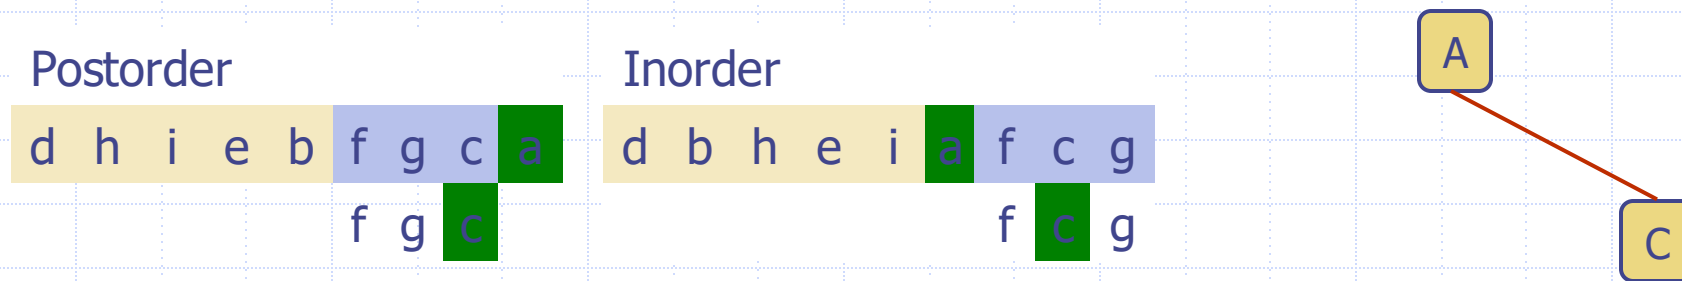 Postorder Inorder A
d h i e b f g c a d b h e i a f c g
f g c f c g C